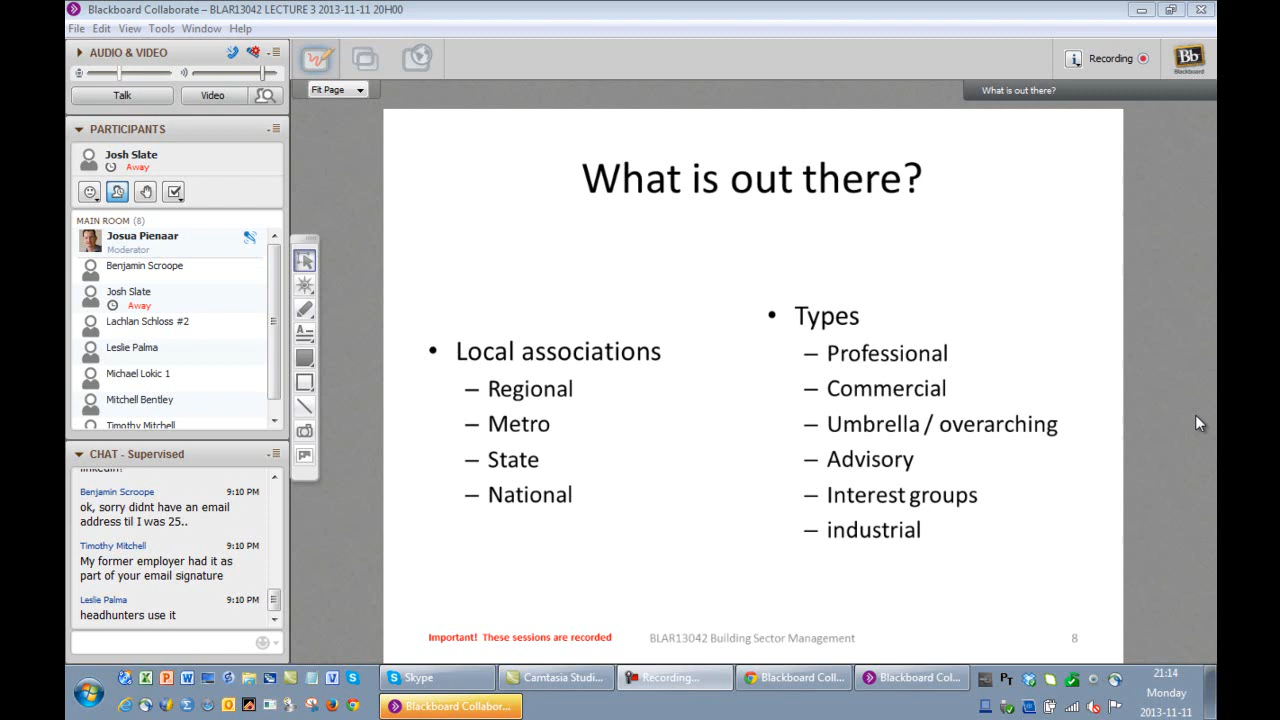 Blackboard Collaborate – BLAR13042 LECTURE 3 2013-11-11 20H00
File Edit View Tools Window Help
AUDIO & VIDEO
Talk Video
PARTICIPANTS
Josh Slate
Away
MAIN ROOM (8)
Josua Pienaar
Moderator
Benjamin Scroope
Josh Slate
Away
Lachlan Schloss #2
Leslie Palma
Michael Lokic 1
Mitchell Bentley
Timothy Mitchell
CHAT - Supervised
linkedin?
Benjamin Scroope 9:10 PM
ok, sorry didnt have an email
address til I was 25..
Timothy Mitchell 9:10 PM
My former employer had it as
part of your email signature
Leslie Palma 9:10 PM
headhunters use it
Recording
Bb
Blackboard
Fit Page
What is out there?
What is out there?
• Local associations
– Regional
– Metro
– State
– National
• Types
– Professional
– Commercial
– Umbrella / overarching
– Advisory
– Interest groups
– industrial
Important! These sessions are recorded
BLAR13042 Building Sector Management
8
Skype
Camtasia Studi...
Recording...
Blackboard Coll...
Blackboard Col...
Blackboard Collabor...
21:14
Monday
2013-11-11